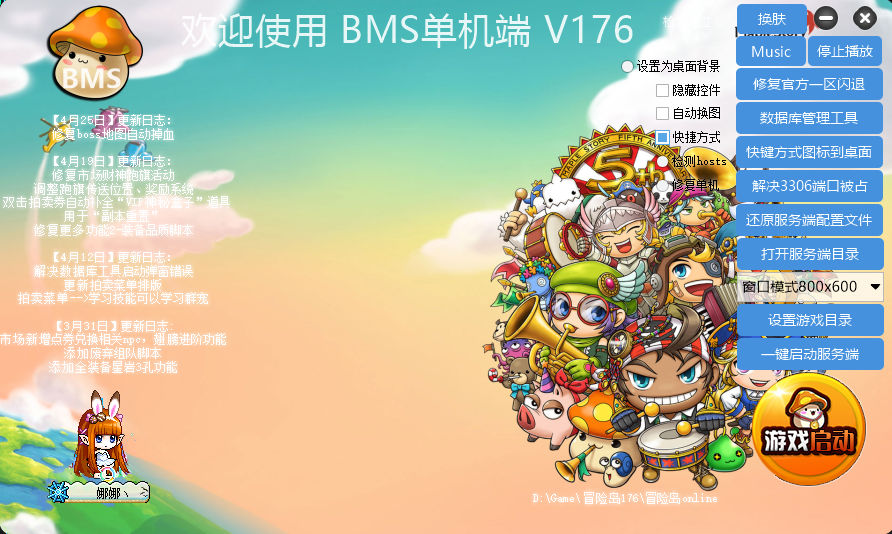 欢迎使用 BMS单机端 V176
换肤
BMS
Music
停止播放
设置为桌面背景
隐藏控件
自动换图
快捷方式
检测hosts
修复单机
修复官方一区闪退
数据库管理工具
快键方式图标到桌面
解决3306端口被占
还原服务端配置文件
打开服务端目录
窗口模式800x600
设置游戏目录
一键启动服务端
游戏启动
【4月25日】更新日志:
修复boss地图自动掉血
【4月19日】更新日志:
修复市场财神跑旗活动
调整跑旗传送位置、奖励系统
双击拍卖券自动补全“VIP神秘盒子”道具
用于“副本重置”
修复更多功能2-装备品质脚本
【4月12日】更新日志:
解决数据库工具启动弹窗错误
更新拍卖菜单排版
拍卖菜单-->学习技能可以学习群宠
【3月31日】更新日志:
市场新增点券兑换相关npc，翅膀进阶功能
添加废弃组队脚本
添加全装备星岩3孔功能
MAPLE STORY FIFTH ANNIVERSARY
5th
娜娜丶
D:\Game\冒险岛176\冒险岛online